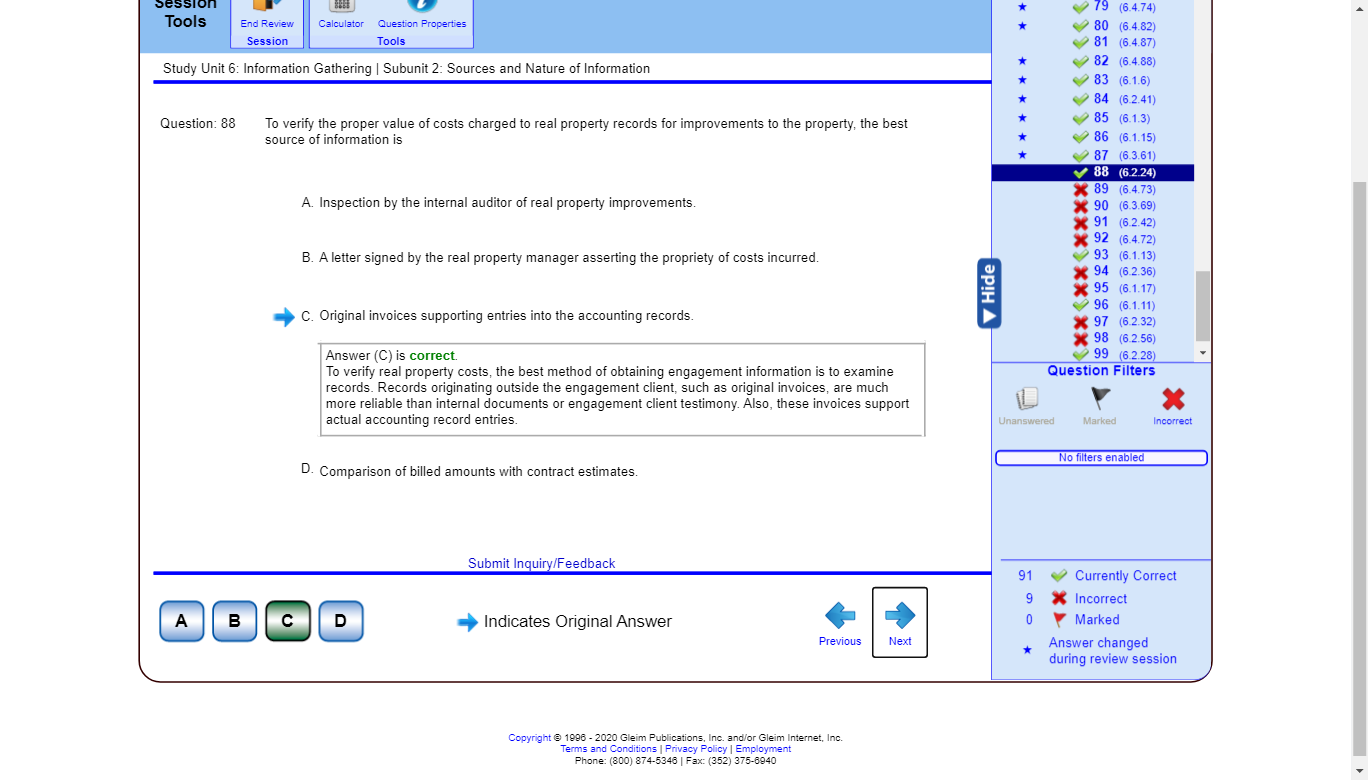 Session
Tools
End Review
Session
Calculator
Question Properties
Tools
Study Unit 6: Information Gathering | Subunit 2: Sources and Nature of Information
Question: 88
To verify the proper value of costs charged to real property records for improvements to the property, the best
source of information is
A. Inspection by the internal auditor of real property improvements.
B. A letter signed by the real property manager asserting the propriety of costs incurred.
C. Original invoices supporting entries into the accounting records.
Answer (C) is correct.
To verify real property costs, the best method of obtaining engagement information is to examine
records. Records originating outside the engagement client, such as original invoices, are much
more reliable than internal documents or engagement client testimony. Also, these invoices support
actual accounting record entries.
D. Comparison of billed amounts with contract estimates.
Submit Inquiry/Feedback
A
B
C
D
Indicates Original Answer
Previous
Next
Hide
79 (6.4.74)
80 (6.4.82)
81 (6.4.87)
82 (6.4.88)
83 (6.1.6)
84 (6.2.41)
85 (6.1.3)
86 (6.1.15)
87 (6.3.61)
88 (6.2.24)
89 (6.4.73)
90 (6.3.69)
91 (6.2.42)
92 (6.4.72)
93 (6.1.13)
94 (6.2.36)
95 (6.1.17)
96 (6.1.11)
97 (6.2.32)
98 (6.2.56)
99 (6.2.28)
Question Filters
Unanswered
Marked
Incorrect
No filters enabled
91 Currently Correct
9 Incorrect
0 Marked
Answer changed
during review session
Copyright © 1996 - 2020 Gleim Publications, Inc. and/or Gleim Internet, Inc.
Terms and Conditions | Privacy Policy | Employment
Phone: (800) 874-5346 | Fax: (352) 375-6940